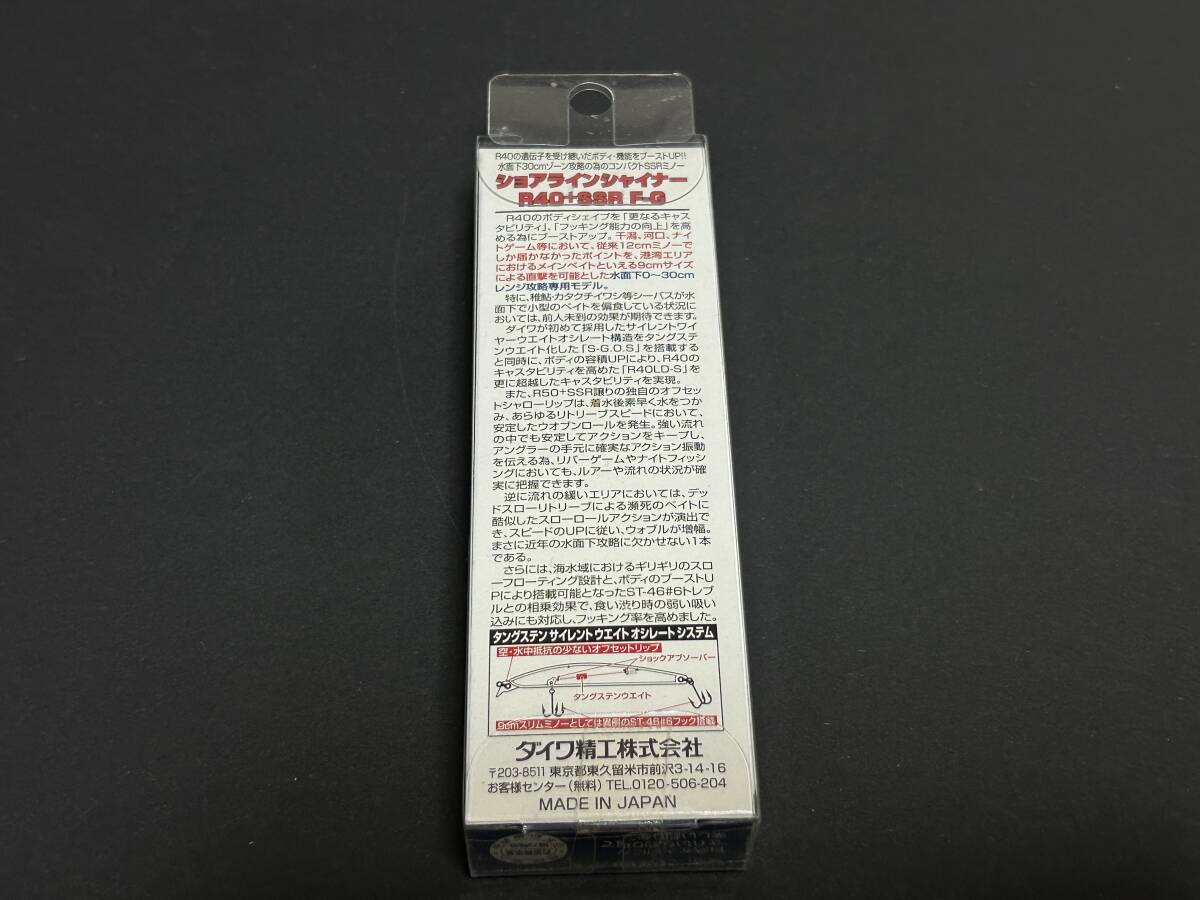 R40の遺伝子を受け継いだボディ・機能をブーストUP!!
水面下30cmゾーン攻略の為のコンパクトSSRミノー
ショアラインシャイナー
R40+SSR F-G
R40のボディシェイプを「更なるキャス
タビリティ」、「フッキング能力の向上」を高
める為にブーストアップ。干潟、河口、ナイ
トゲーム等において、従来12cmミノーで
しか届かなかったポイントを、港湾エリア
におけるメインベイトといえる9cmサイズ
による直撃を可能とした水面下0〜30cm
レンジ攻略専用モデル。
特に、稚鮎・カタクチイワシ等シーバスが水
面下で小型のベイトを偏食している状況に
おいては、前人未到の効果が期待できます。
ダイワが初めて採用したサイレントワイ
ヤーウエイトオシレート構造をタングステ
ンウエイト化した「S-G.O.S」を搭載する
と同時に、ボディの容積UPにより、R40の
キャスタビリティを高めた「R40LD-S」を
更に超越したキャスタビリティを実現。
また、R50+SSR譲りの独自のオフセッ
トシャローリップは、着水後素早く水をつか
み、あらゆるリトリーブスピードにおいて、
安定したウオブンロールを発生。強い流れ
の中でも安定してアクションをキープし、
アングラーの手元に確実なアクション振動
を伝える為、リバーゲームやナイトフィッシ
ングにおいても、ルアーや流れの状況が確
実に把握できます。
逆に流れの緩いエリアにおいては、デッ
ドスローリトリーブによる瀕死のベイトに
酷似したスローロールアクションが演出で
き、スピードのUPに従い、ウォブルが増幅。
まさに近年の水面下攻略に欠かせない1本
である。
さらには、海水域におけるギリギリのスロ
ーフローティング設計と、ボディのブーストU
Pにより搭載可能となったST-46#6トレブ
ルとの相乗効果で、食い渋り時の弱い吸い
込みにも対応し、フッキング率を高めました。
タングステン サイレント ウエイト オシレート システム
空・水中抵抗の少ないオフセットリップ
ショックアブソーバー
タングステンウエイト
9cmスリムミノーとしては異例のST-46#6フック搭載
ダイワ精工株式会社
〒203-8511 東京都東久留米市前沢3-14-16
お客様センター(無料) TEL.0120-506-204
MADE IN JAPAN